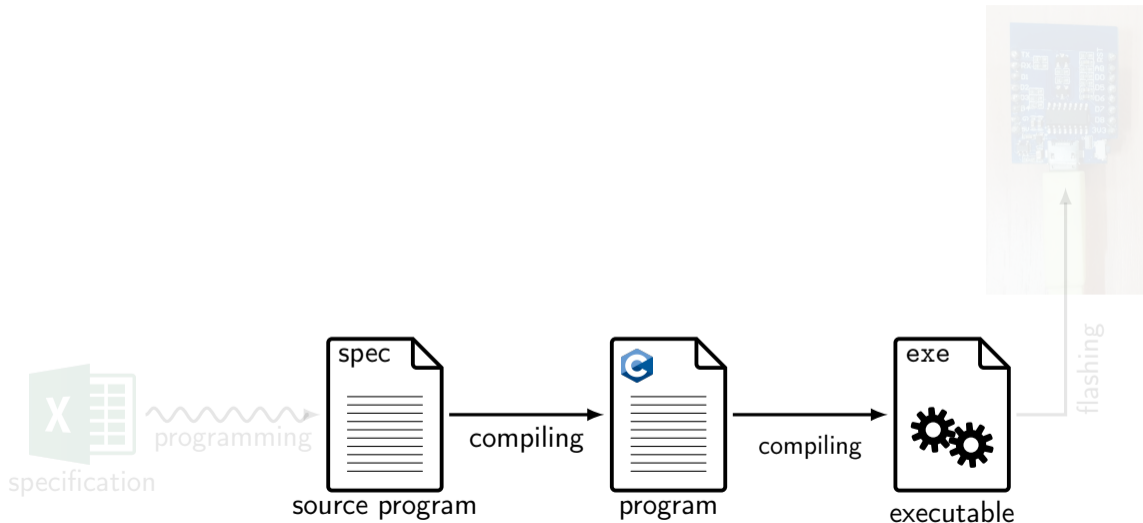 spec
C
exe
X
programming
compiling
compiling
flashing
specification
source program
program
executable